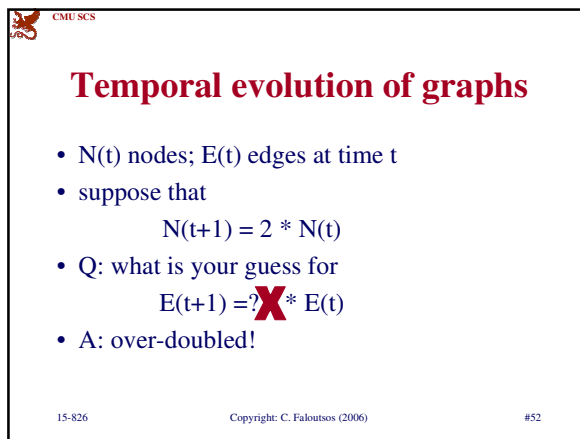 CMU SCS
Temporal evolution of graphs
• N(t) nodes; E(t) edges at time t
• suppose that
N(t+1) = 2 * N(t)
• Q: what is your guess for
E(t+1) =? * E(t)
• A: over-doubled!
15-826 Copyright: C. Faloutsos (2006) #52